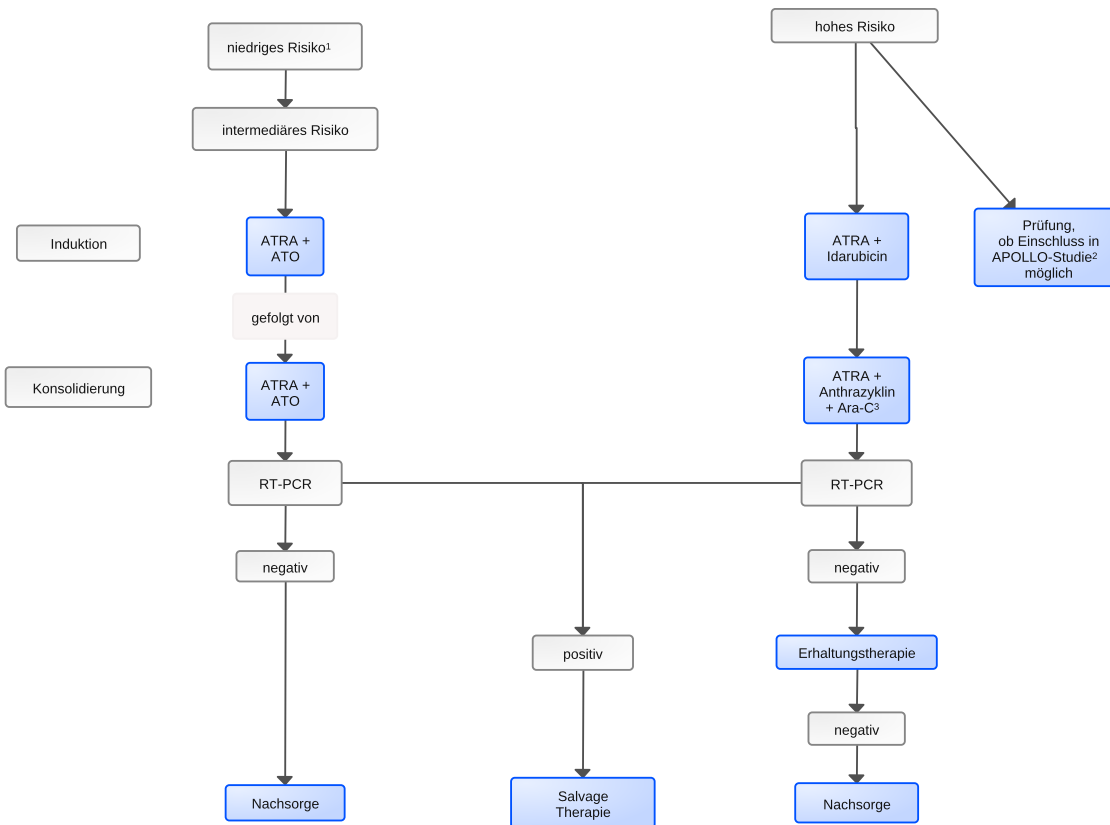 niedriges Risiko¹
hohes Risiko
intermediäres Risiko
Induktion
ATRA +
ATO
ATRA +
Idarubicin
Prüfung,
ob Einschluss in
APOLLO-Studie²
möglich
gefolgt von
Konsolidierung
ATRA +
ATO
ATRA +
Anthrazyklin
+ Ara-C³
RT-PCR
RT-PCR
negativ
negativ
positiv
Erhaltungstherapie
negativ
Nachsorge
Salvage
Therapie
Nachsorge